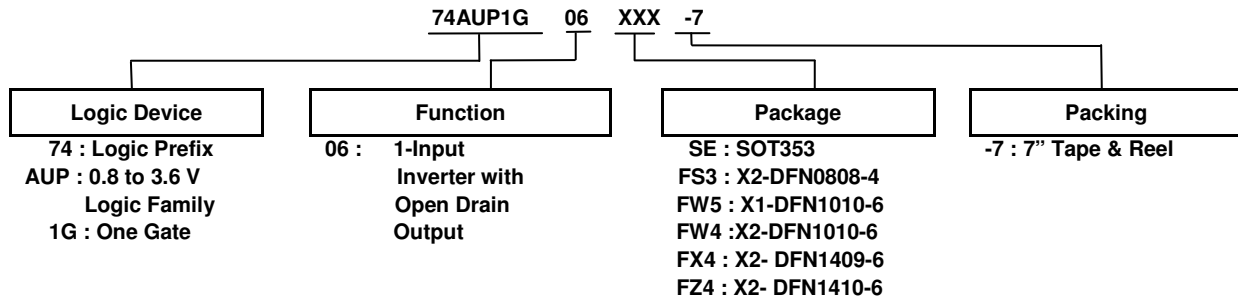 74AUP1G 06 XXX -7
Logic Device
74 : Logic Prefix
AUP : 0.8 to 3.6 V
Logic Family
1G : One Gate
Function
06 : 1-Input
Inverter with
Open Drain
Output
Package
SE : SOT353
FS3 : X2-DFN0808-4
FW5 : X1-DFN1010-6
FW4 :X2-DFN1010-6
FX4 : X2- DFN1409-6
FZ4 : X2- DFN1410-6
Packing
-7 : 7” Tape & Reel